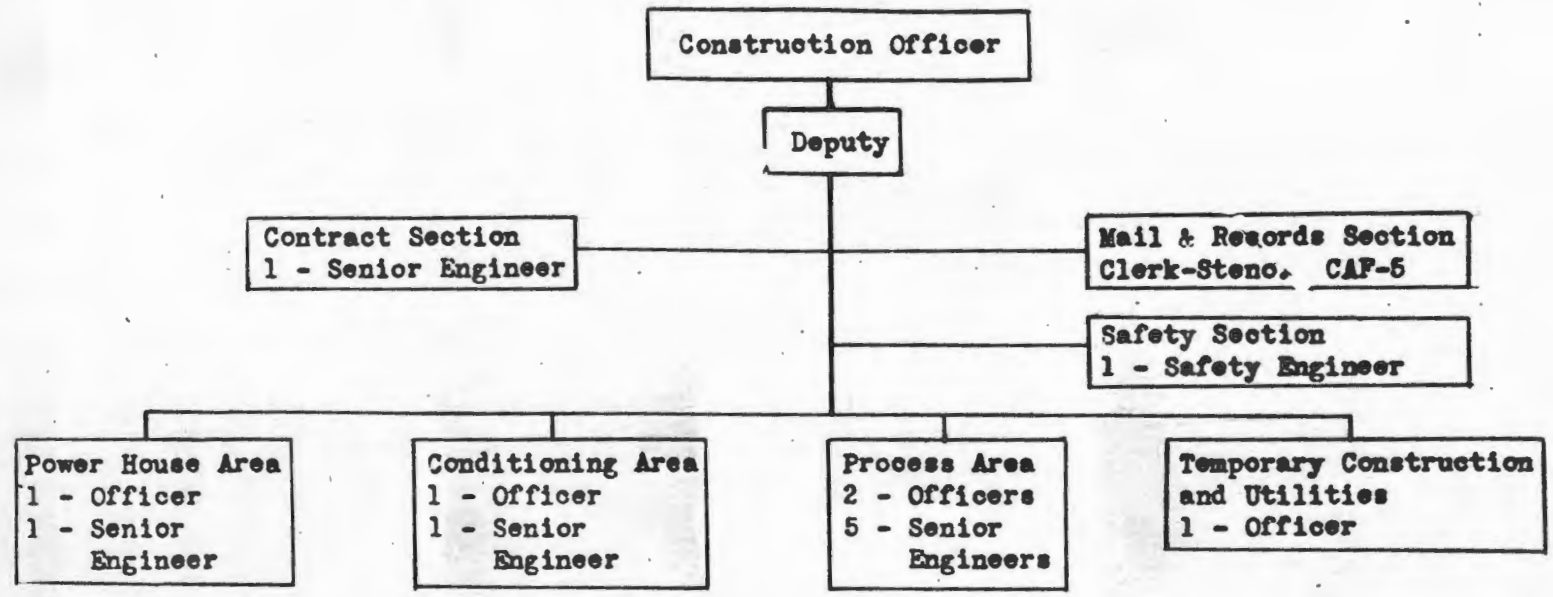 Construction Officer
Deputy
Contract Section
1 - Senior Engineer
Mail & Records Section
Clerk-Steno. CAF-5
Safety Section
1 - Safety Engineer
Power House Area
1 - Officer
1 - Senior
Engineer
Conditioning Area
1 - Officer
1 - Senior
Engineer
Process Area
2 - Officers
5 - Senior
Engineers
Temporary Construction
and Utilities
1 - Officer